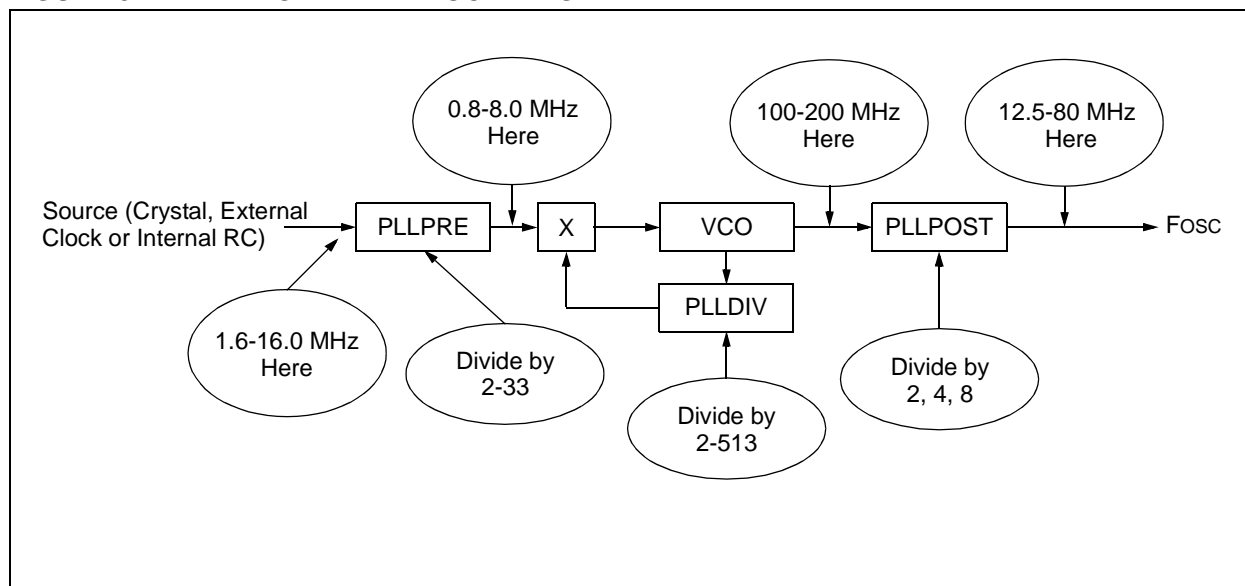 0.8-8.0 MHz
Here
100-200 MHz
Here
12.5-80 MHz
Here
Source (Crystal, External
Clock or Internal RC)
PLLPRE
X
VCO
PLLPOST
FOSC
PLLDIV
1.6-16.0 MHz
Here
Divide by
2-33
Divide by
2, 4, 8
Divide by
2-513